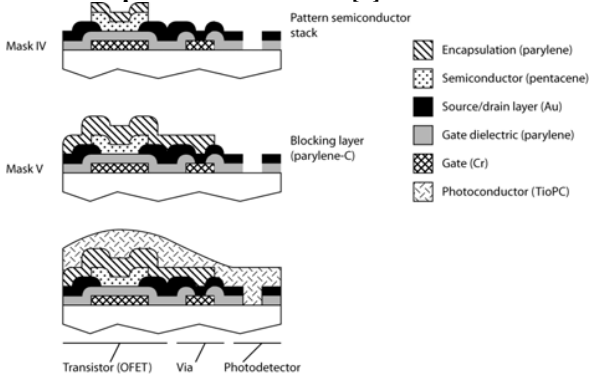 Pattern semiconductor
stack
Mask IV
Blocking layer
(parylene-C)
Mask V
Encapsulation (parylene)
Semiconductor (pentacene)
Source/drain layer (Au)
Gate dielectric (parylene)
Gate (Cr)
Photoconductor (TioPC)
Transistor (OFET)
Via
Photodetector